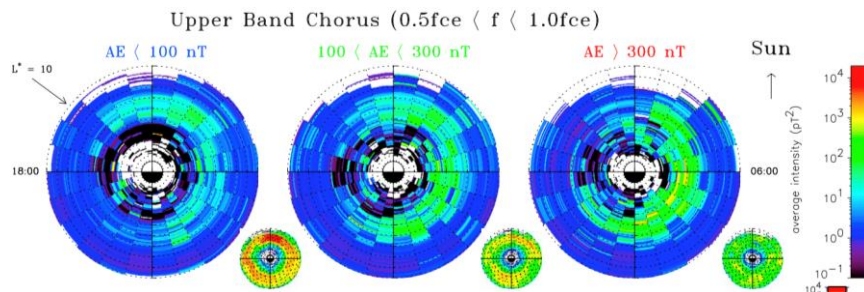 Upper Band Chorus (0.5fce < f < 1.0fce)
AE < 100 nT
100 < AE < 300 nT
AE > 300 nT
Sun
L* = 10
18:00
06:00
10⁴
10³
10²
10¹
10⁰
10⁻¹
average intensity (pT²)
10⁴